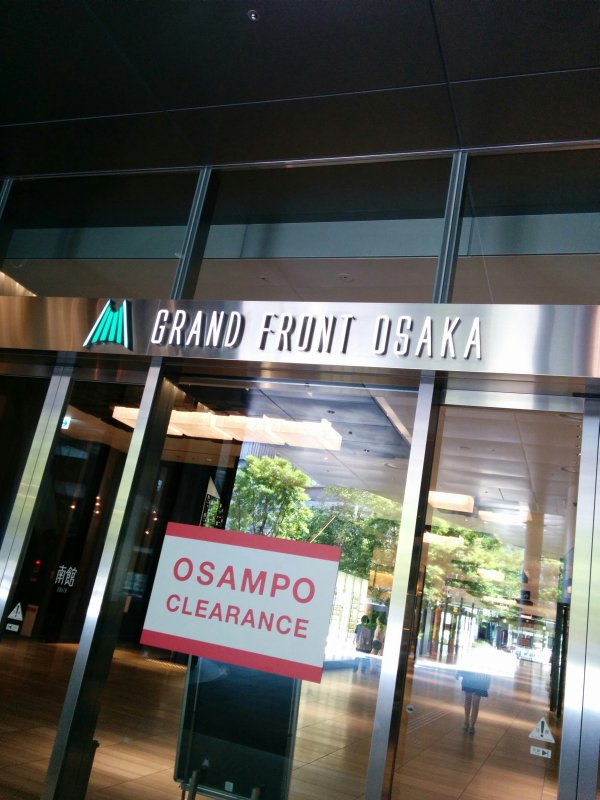 GRAND FRONT OSAKA
OSAMPO
CLEARANCE
南館